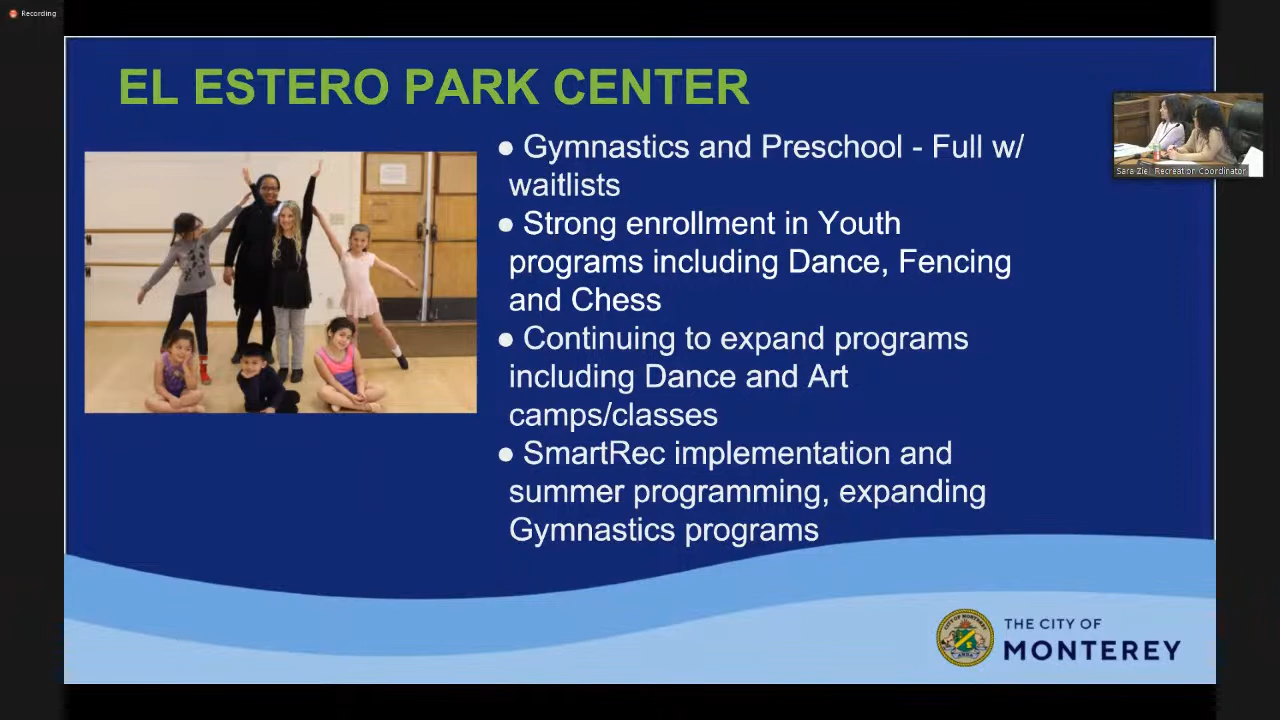 Recording
EL ESTERO PARK CENTER
● Gymnastics and Preschool - Full w/
waitlists
● Strong enrollment in Youth
programs including Dance, Fencing
and Chess
● Continuing to expand programs
including Dance and Art
camps/classes
● SmartRec implementation and
summer programming, expanding
Gymnastics programs
Sara Ziel, Recreation Coordinator
THE CITY OF
MONTEREY